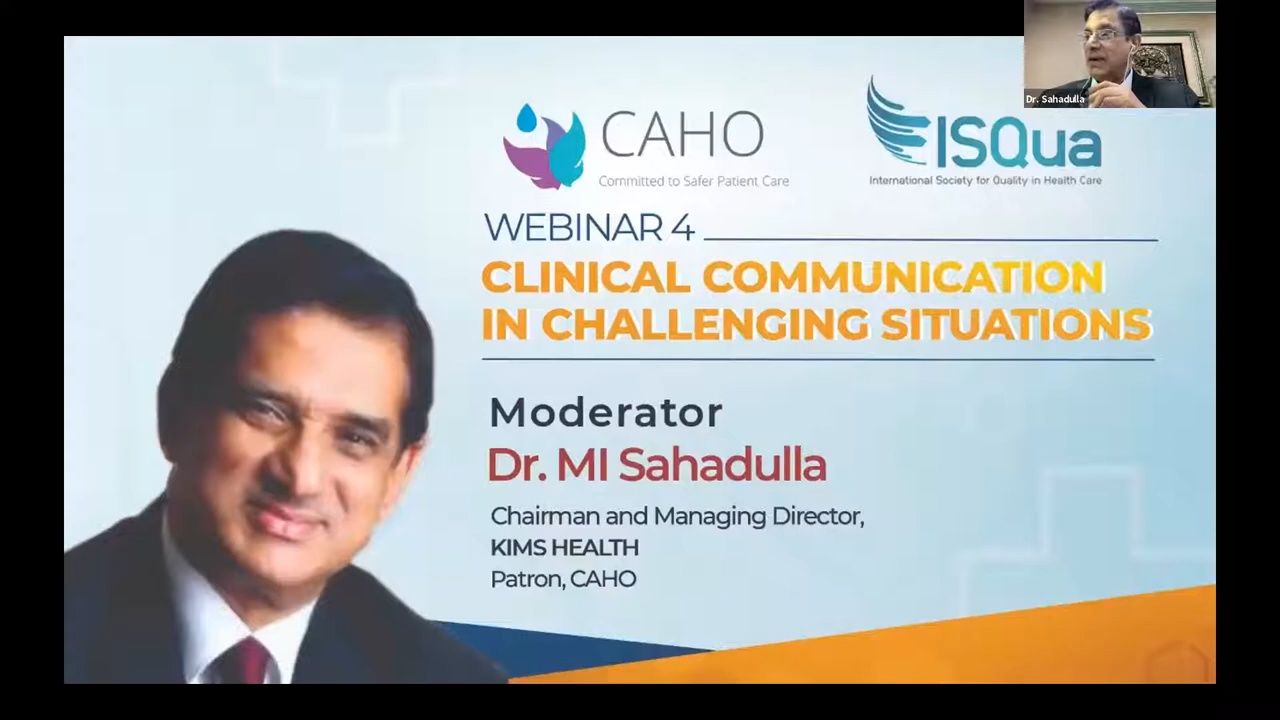 Dr. Sahadulla
CAHO
Committed to Safer Patient Care
ISQua
International Society for Quality in Health Care
WEBINAR 4
CLINICAL COMMUNICATION
IN CHALLENGING SITUATIONS
Moderator
Dr. MI Sahadulla
Chairman and Managing Director,
KIMS HEALTH
Patron, CAHO